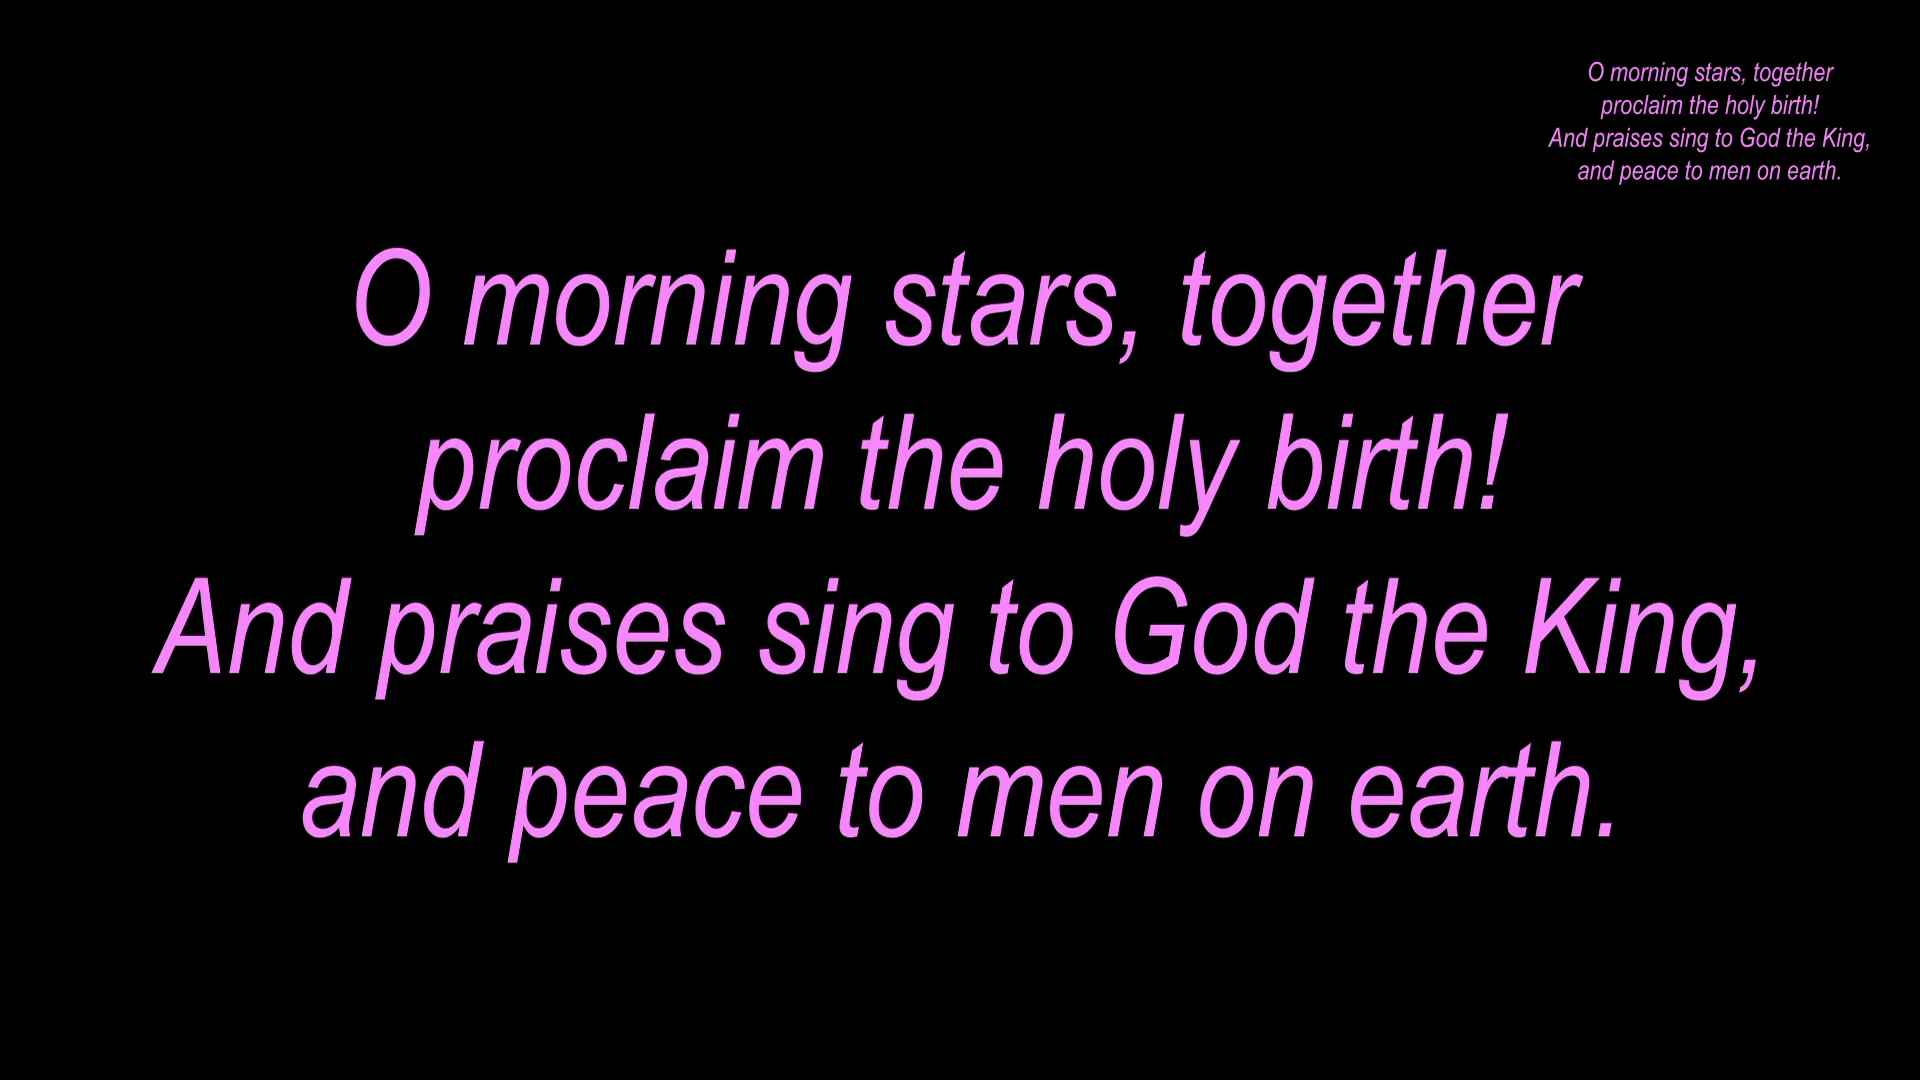 O morning stars, together
proclaim the holy birth!
And praises sing to God the King,
and peace to men on earth.
O morning stars, together
proclaim the holy birth!
And praises sing to God the King,
and peace to men on earth.